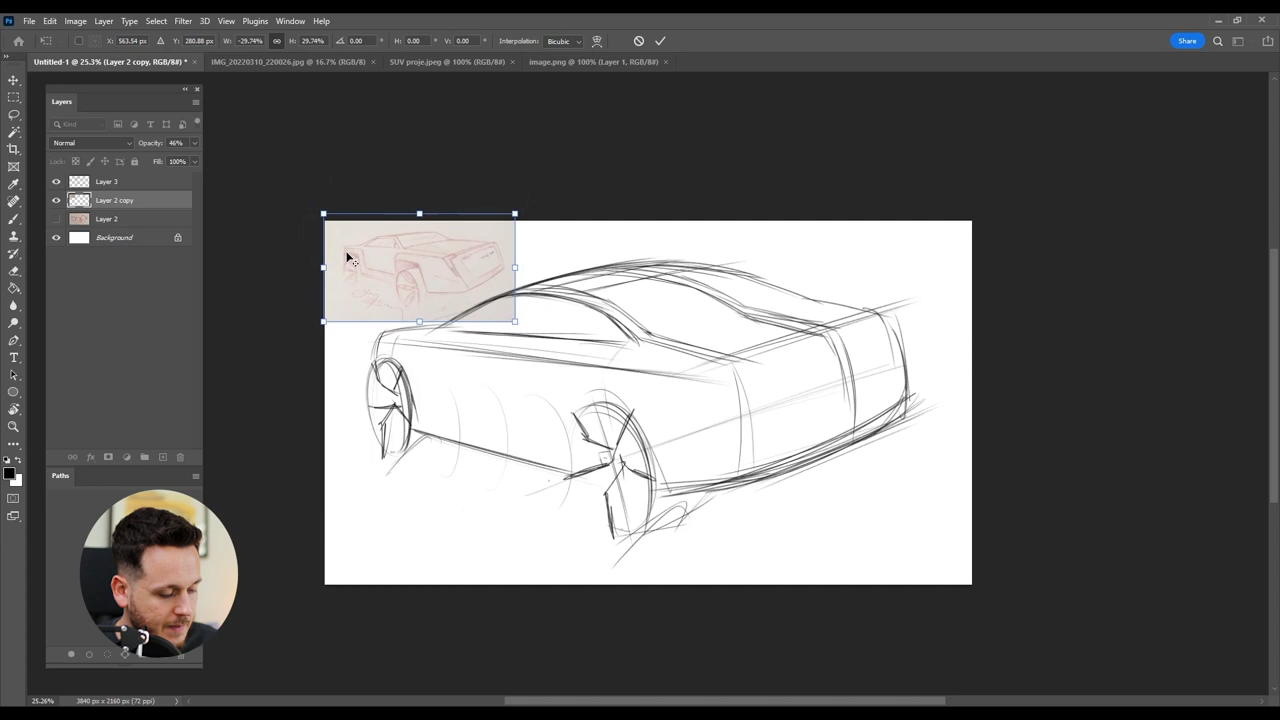 Ps File Edit Image Layer Type Select Filter 3D View Plugins Window Help
X: 563.54 px Y: 280.88 px W: -29.74% H: 29.74% 0.00 ° H: 0.00 ° V: 0.00 ° Interpolation: Bicubic Share
Untitled-1 @ 25.3% (Layer 2 copy, RGB/8#) * × IMG_20220310_220026.jpg @ 16.7% (RGB/8) × SUV proje.jpeg @ 100% (RGB/8#) × image.png @ 100% (Layer 1, RGB/8#) ×
Layers
Kind
Normal Opacity: 46%
Lock: Fill: 100%
Layer 3
Layer 2 copy
Layer 2
Background
fx
Paths
25.26% 3840 px x 2160 px (72 ppi)